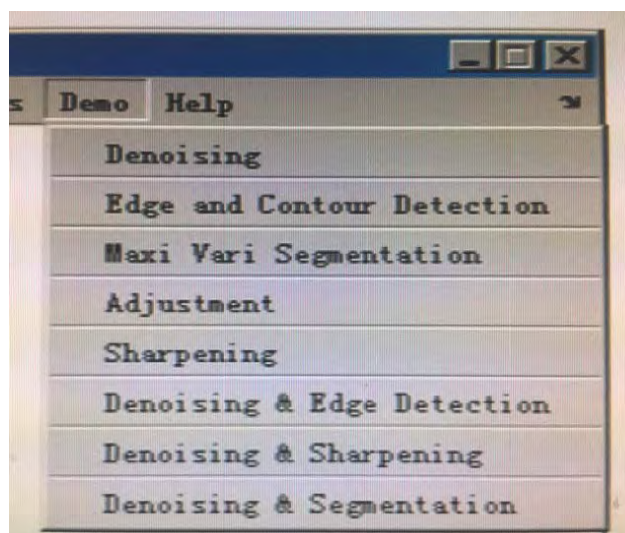 s Demo Help
Denoising
Edge and Contour Detection
Maxi Vari Segmentation
Adjustment
Sharpening
Denoising & Edge Detection
Denoising & Sharpening
Denoising & Segmentation